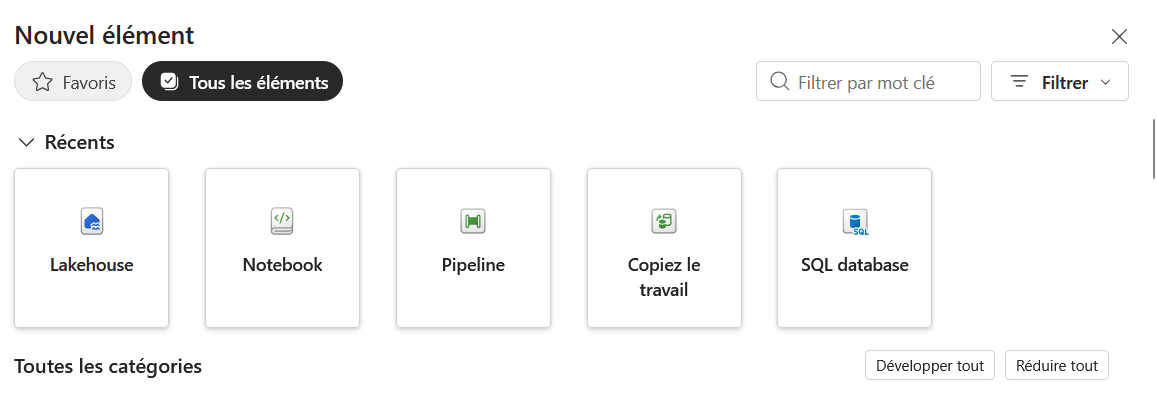 Nouvel élément
Favoris
Tous les éléments
Filtrer par mot clé
Filtrer
Récents
Lakehouse
Notebook
Pipeline
Copiez le
travail
SQL
SQL database
Toutes les catégories
Développer tout
Réduire tout